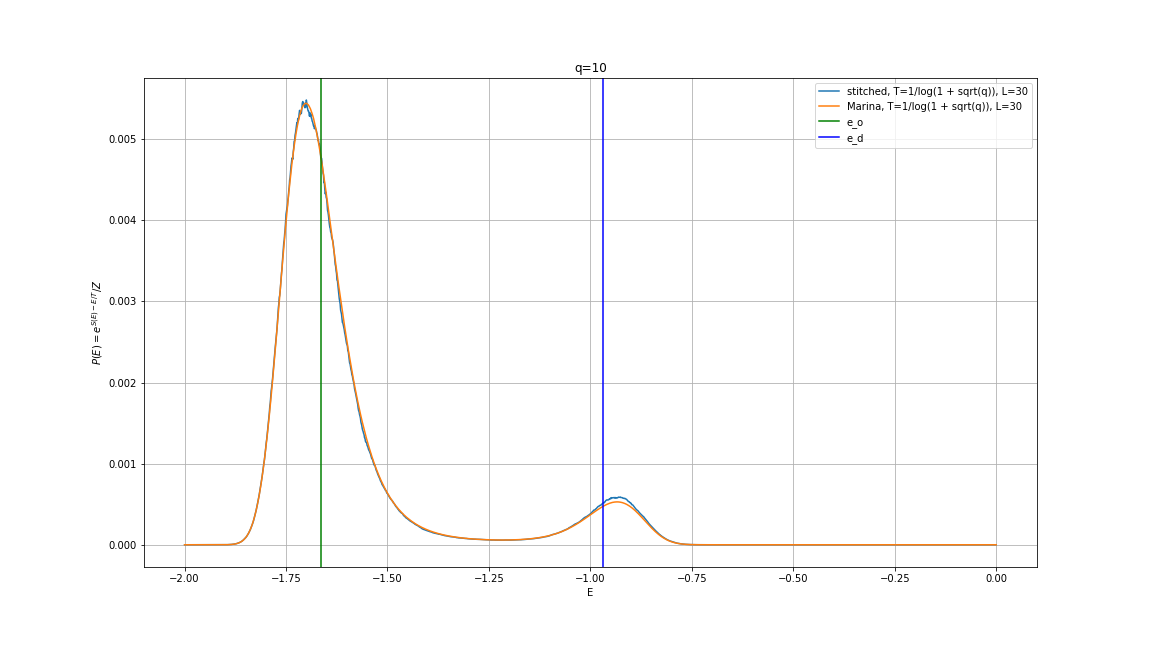 q=10
stitched, T=1/log(1 + sqrt(q)), L=30
Marina, T=1/log(1 + sqrt(q)), L=30
e_o
e_d
P(E) = e^{S(E) − E/T}/Z
0.005
0.004
0.003
0.002
0.001
0.000
−2.00 −1.75 −1.50 −1.25 −1.00 −0.75 −0.50 −0.25 0.00
E